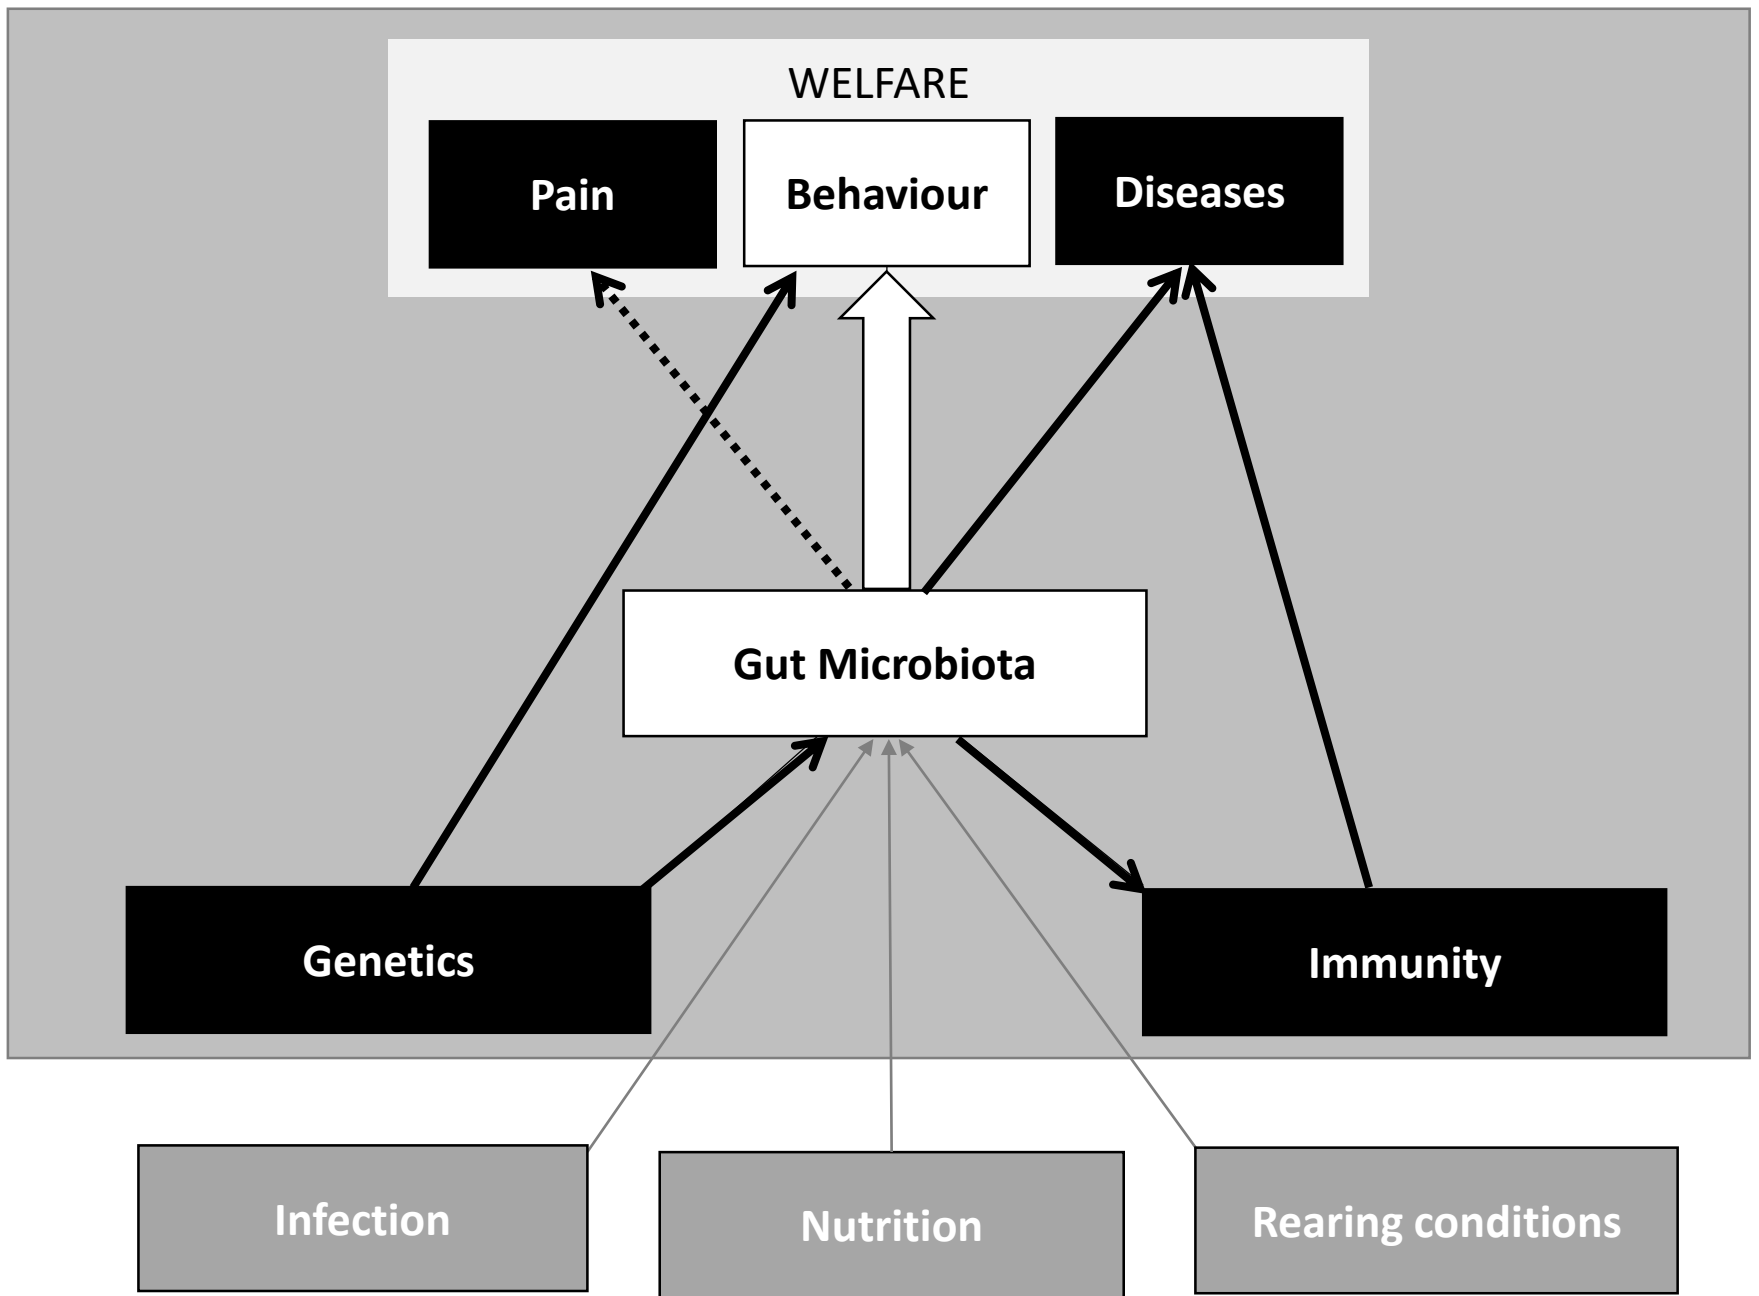 WELFARE
Pain
Behaviour
Diseases
Gut Microbiota
Genetics
Immunity
Infection
Nutrition
Rearing conditions